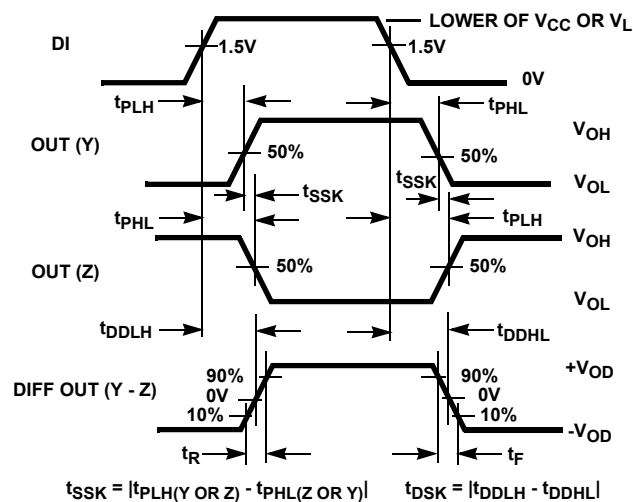 LOWER OF VCC OR VL
DI
1.5V
1.5V
0V
tPLH
tPHL
OUT (Y)
VOH
50%
50%
tSSK
tSSK
VOL
tPHL
tPLH
VOH
OUT (Z)
50%
50%
VOL
tDDLH
tDDHL
+VOD
90%
90%
DIFF OUT (Y - Z)
0V
0V
10%
10%
-VOD
tR
tF
tSSK = |tPLH(Y OR Z) - tPHL(Z OR Y)|
tDSK = |tDDLH - tDDHL|